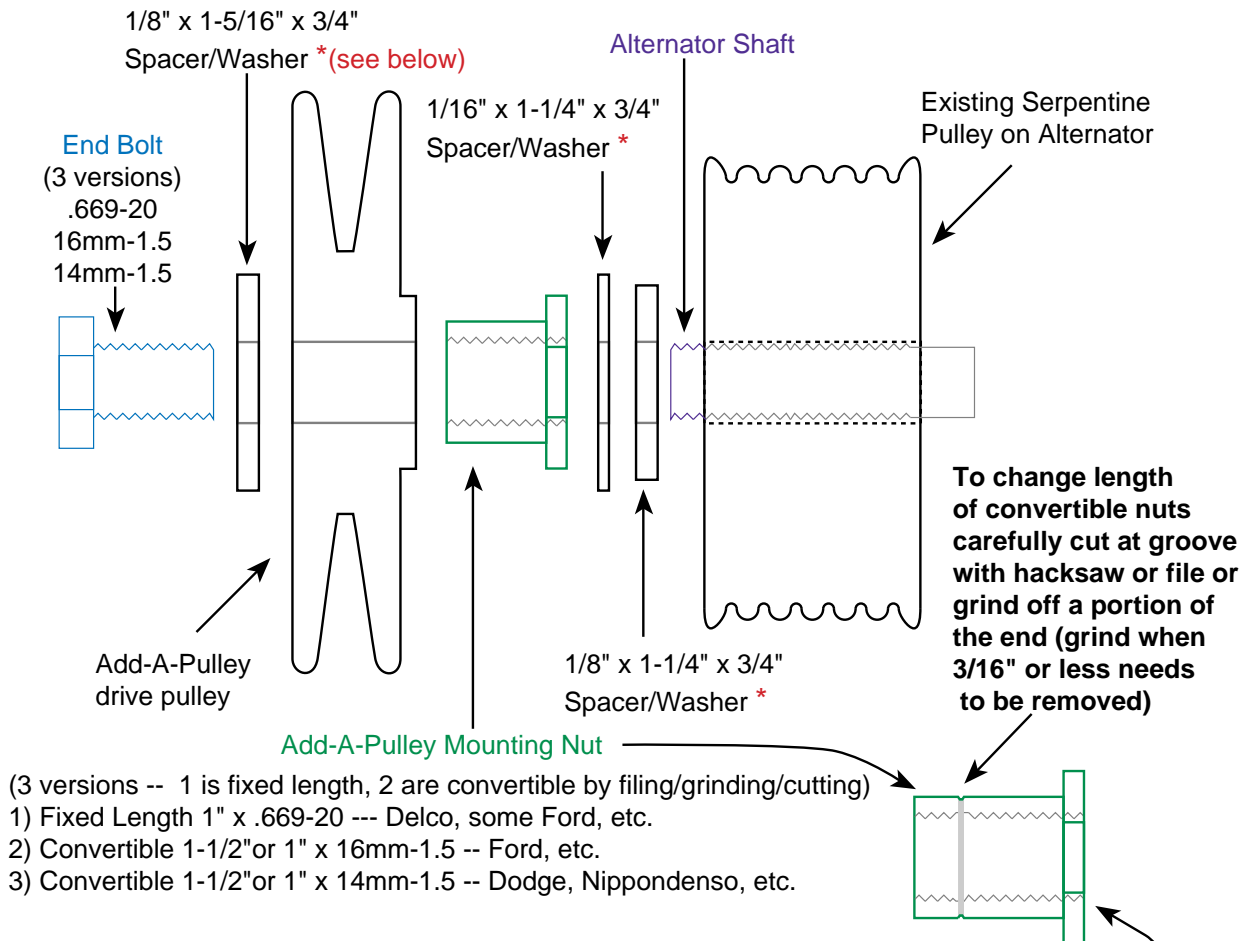 1/8" x 1-5/16" x 3/4"
Spacer/Washer *(see below)
Alternator Shaft
1/16" x 1-1/4" x 3/4"
Spacer/Washer *
Existing Serpentine
Pulley on Alternator
End Bolt
(3 versions)
.669-20
16mm-1.5
14mm-1.5
To change length
of convertible nuts
carefully cut at groove
with hacksaw or file or
grind off a portion of
the end (grind when
3/16" or less needs
to be removed)
Add-A-Pulley
drive pulley
1/8" x 1-1/4" x 3/4"
Spacer/Washer *
Add-A-Pulley Mounting Nut
(3 versions -- 1 is fixed length, 2 are convertible by filing/grinding/cutting)
1) Fixed Length 1" x .669-20 --- Delco, some Ford, etc.
2) Convertible 1-1/2"or 1" x 16mm-1.5 -- Ford, etc.
3) Convertible 1-1/2"or 1" x 14mm-1.5 -- Dodge, Nippondenso, etc.